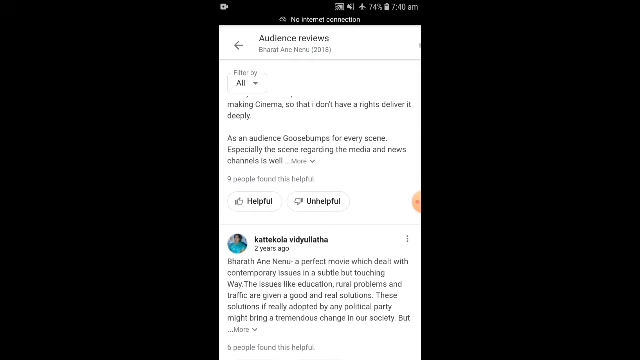 74% 7:40 am
No internet connection
Audience reviews
Bharat Ane Nenu (2018)
Filter by
All
making Cinema, so that i don't have a rights deliver it
deeply.
As an audience Goosebumps for every scene.
Especially the scene regarding the media and news
channels is well ...More
9 people found this helpful.
Helpful Unhelpful
kattekola vidyullatha
2 years ago
Bharath Ane Nenu- a perfect movie which dealt with
contemporary issues in a subtle but touching
Way.The issues like education, rural problems and
traffic are given a good and real solutions. These
solutions if really adopted by any political party
might bring a tremendous change in our society. But
...More
6 people found this helpful.